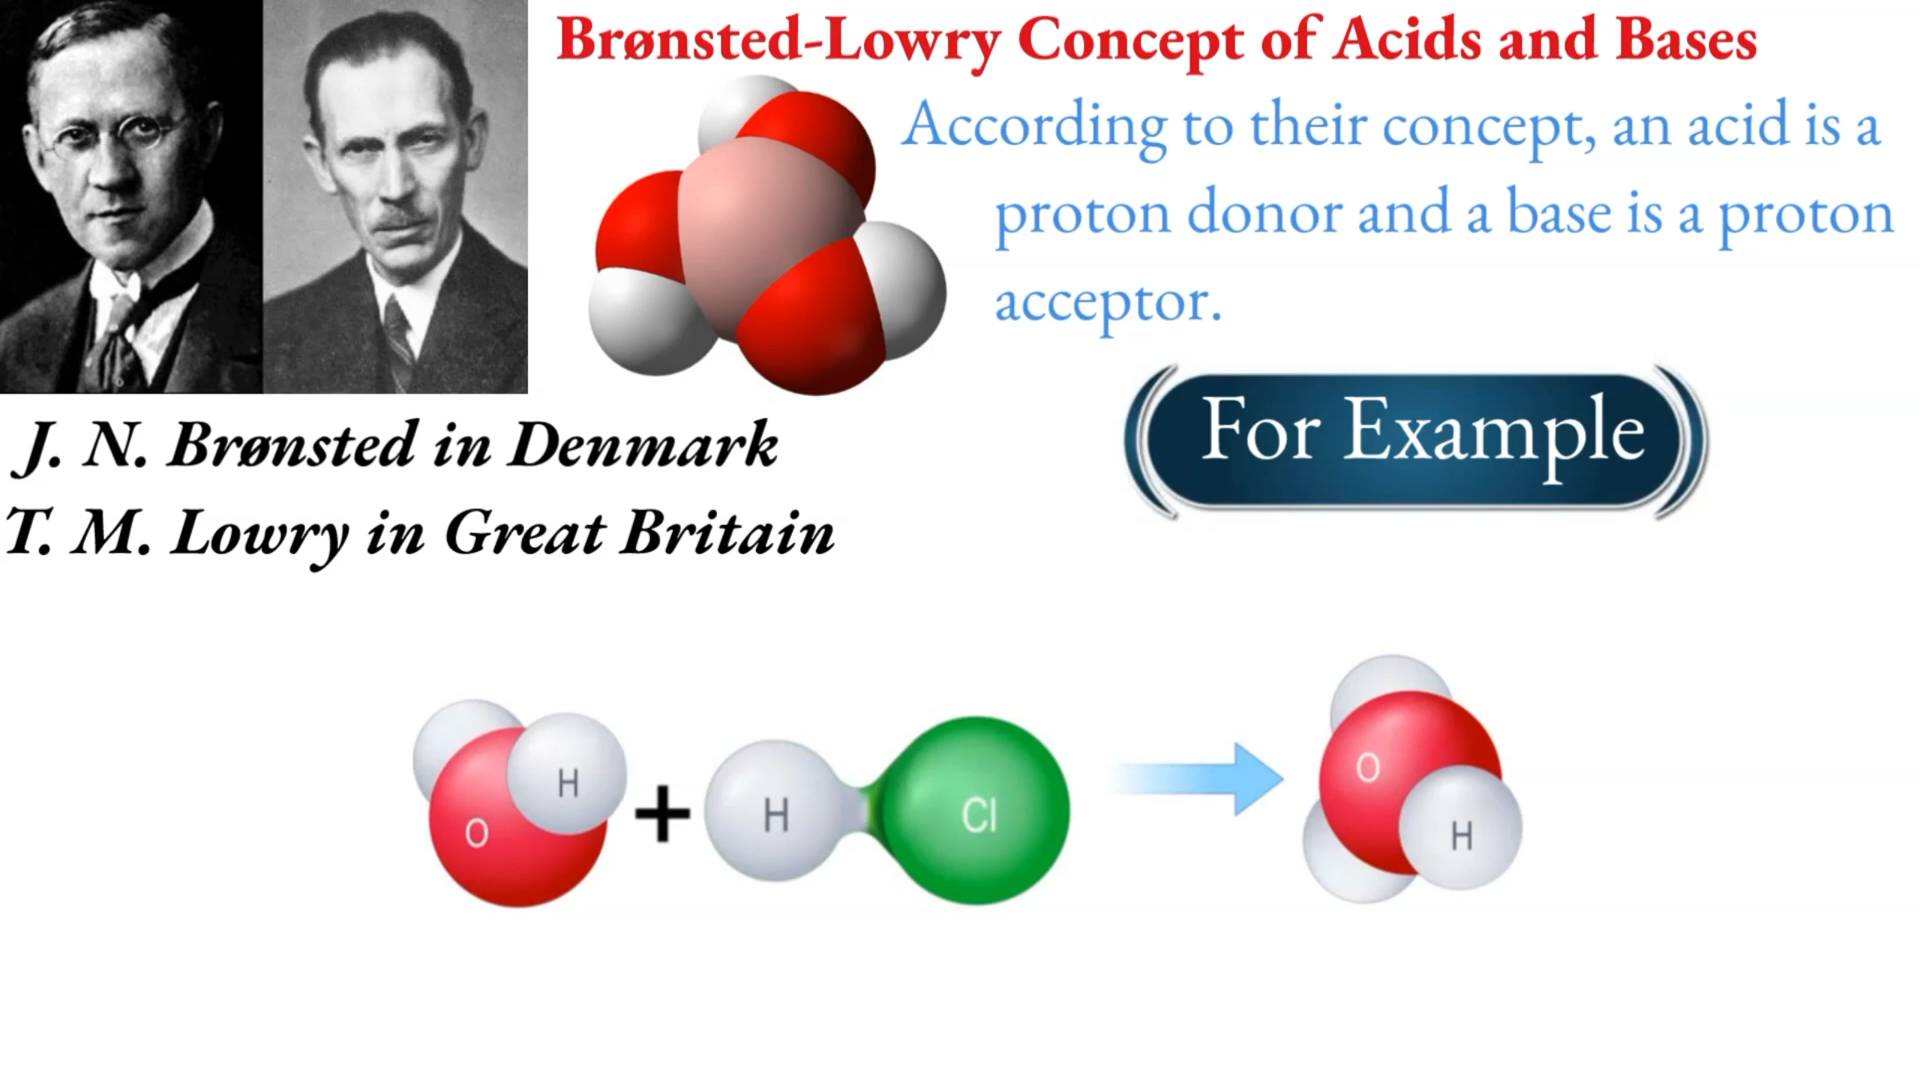 Brønsted-Lowry Concept of Acids and Bases
According to their concept, an acid is a
proton donor and a base is a proton
acceptor.
For Example
J. N. Brønsted in Denmark
T. M. Lowry in Great Britain
O H + H Cl O H